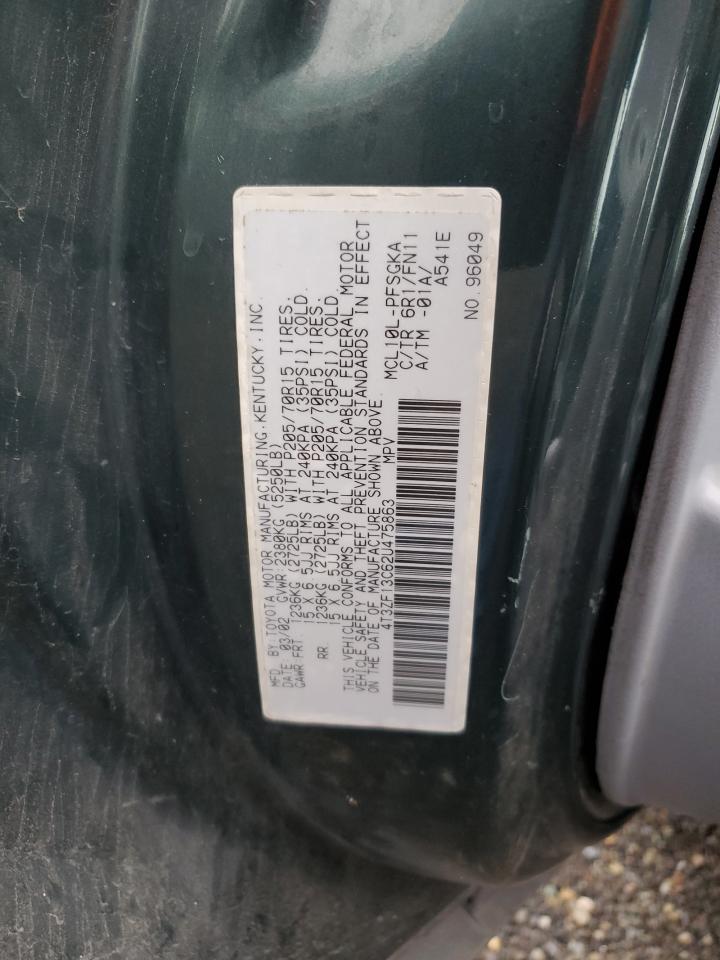 MFD. BY:TOYOTA MOTOR MANUFACTURING.KENTUCKY.INC.
DATE 03/02 GVWR:2380KG (5250LB)
GAWR FRT. 1236KG (2725LB) WITH P205/70R15 TIRES.
15 X 6.5JJ RIMS AT 240KPA (35PSI) COLD.
RR. 1236KG (2725LB) WITH P205/70R15 TIRES.
15 X 6.5JJ RIMS AT 240KPA (35PSI) COLD.
THIS VEHICLE CONFORMS TO ALL APPLICABLE FEDERAL MOTOR
VEHICLE SAFETY AND THEFT PREVENTION STANDARDS IN EFFECT
ON THE DATE OF MANUFACTURE SHOWN ABOVE.
4T3ZF13C62U475863 MPV
MCL10L-PFSGKA
C/TR 6R1/FN11
A/TM -01A/
A541E
NO.96049